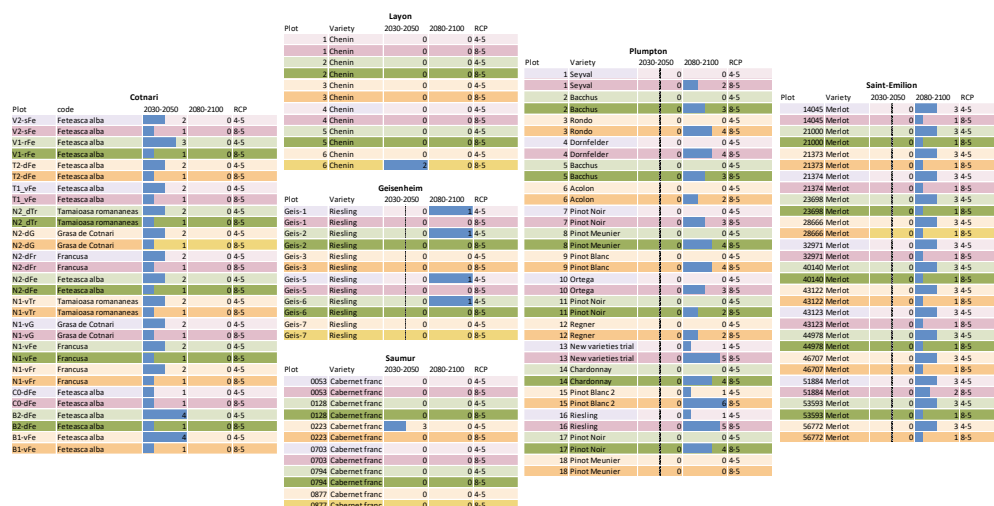 Cotnari
Plot code 2030-2050 2080-2100 RCP
V2-sFe Feteasca alba 2 0 4-5
V2-sFe Feteasca alba 1 0 8-5
V1-rFe Feteasca alba 3 0 4-5
V1-rFe Feteasca alba 1 0 8-5
T2-dFe Feteasca alba 2 0 4-5
T2-dFe Feteasca alba 1 0 8-5
T1_vFe Feteasca alba 2 0 4-5
T1_vFe Feteasca alba 1 0 8-5
N2_dTr Tamaioasa romananeas 2 0 4-5
N2_dTr Tamaioasa romananeas 1 0 8-5
N2-dG Grasa de Cotnari 2 0 4-5
N2-dG Grasa de Cotnari 1 0 8-5
N2-dFr Francusa 2 0 4-5
N2-dFr Francusa 1 0 8-5
N2-dFe Feteasca alba 2 0 4-5
N2-dFe Feteasca alba 1 0 8-5
N1-vTr Tamaioasa romananeas 2 0 4-5
N1-vTr Tamaioasa romananeas 1 0 8-5
N1-vG Grasa de Cotnari 2 0 4-5
N1-vG Grasa de Cotnari 1 0 8-5
N1-vFe Francusa 2 0 4-5
N1-vFe Francusa 1 0 8-5
N1-vFr Francusa 2 0 4-5
N1-vFr Francusa 1 0 8-5
C0-dFe Feteasca alba 1 0 4-5
C0-dFe Feteasca alba 1 0 8-5
B2-dFe Feteasca alba 4 0 4-5
B2-dFe Feteasca alba 1 0 8-5
B1-vFe Feteasca alba 4 0 4-5
B1-vFe Feteasca alba 1 0 8-5
Layon
Plot Variety 2030-2050 2080-2100 RCP
1 Chenin 0 0 4-5
1 Chenin 0 0 8-5
2 Chenin 0 0 4-5
2 Chenin 0 0 8-5
3 Chenin 0 0 4-5
3 Chenin 0 0 8-5
4 Chenin 0 0 4-5
4 Chenin 0 0 8-5
5 Chenin 0 0 4-5
5 Chenin 0 0 8-5
6 Chenin 0 0 4-5
6 Chenin 2 0 8-5
Geisenheim
Plot Variety 2030-2050 2080-2100 RCP
Geis-1 Riesling 0 1 4-5
Geis-1 Riesling 0 0 8-5
Geis-2 Riesling 0 1 4-5
Geis-2 Riesling 0 0 8-5
Geis-3 Riesling 0 0 4-5
Geis-3 Riesling 0 0 8-5
Geis-5 Riesling 0 1 4-5
Geis-5 Riesling 0 0 8-5
Geis-6 Riesling 0 1 4-5
Geis-6 Riesling 0 0 8-5
Geis-7 Riesling 0 0 4-5
Geis-7 Riesling 0 0 8-5
Saumur
Plot Variety 2030-2050 2080-2100 RCP
0053 Cabernet franc 0 0 4-5
0053 Cabernet franc 0 0 8-5
0128 Cabernet franc 0 0 4-5
0128 Cabernet franc 0 0 8-5
0223 Cabernet franc 3 0 4-5
0223 Cabernet franc 0 0 8-5
0703 Cabernet franc 0 0 4-5
0703 Cabernet franc 0 0 8-5
0794 Cabernet franc 0 0 4-5
0794 Cabernet franc 0 0 8-5
0877 Cabernet franc 0 0 4-5
0877 Cabernet franc 0 0 8-5
Plumpton
Plot Variety 2030-2050 2080-2100 RCP
1 Seyval 0 0 4-5
1 Seyval 0 2 8-5
2 Bacchus 0 0 4-5
2 Bacchus 0 3 8-5
3 Rondo 0 0 4-5
3 Rondo 0 4 8-5
4 Dornfelder 0 0 4-5
4 Dornfelder 0 4 8-5
5 Bacchus 0 0 4-5
5 Bacchus 0 3 8-5
6 Acolon 0 0 4-5
6 Acolon 0 2 8-5
7 Pinot Noir 0 0 4-5
7 Pinot Noir 0 3 8-5
8 Pinot Meunier 0 0 4-5
8 Pinot Meunier 0 4 8-5
9 Pinot Blanc 0 0 4-5
9 Pinot Blanc 0 4 8-5
10 Ortega 0 0 4-5
10 Ortega 0 3 8-5
11 Pinot Noir 0 0 4-5
11 Pinot Noir 0 2 8-5
12 Regner 0 0 4-5
12 Regner 0 2 8-5
13 New varieties trial 0 1 4-5
13 New varieties trial 0 5 8-5
14 Chardonnay 0 0 4-5
14 Chardonnay 0 4 8-5
15 Pinot Blanc 2 0 1 4-5
15 Pinot Blanc 2 0 6 8-5
16 Riesling 0 1 4-5
16 Riesling 0 5 8-5
17 Pinot Noir 0 0 4-5
17 Pinot Noir 0 4 8-5
18 Pinot Meunier 0 0 4-5
18 Pinot Meunier 0 0 8-5
Saint-Emilion
Plot Variety 2030-2050 2080-2100 RCP
14045 Merlot 0 3 4-5
14045 Merlot 0 1 8-5
21000 Merlot 0 3 4-5
21000 Merlot 0 1 8-5
21373 Merlot 0 3 4-5
21373 Merlot 0 1 8-5
21374 Merlot 0 3 4-5
21374 Merlot 0 1 8-5
23698 Merlot 0 3 4-5
23698 Merlot 0 1 8-5
28666 Merlot 0 3 4-5
28666 Merlot 0 1 8-5
32971 Merlot 0 3 4-5
32971 Merlot 0 1 8-5
40140 Merlot 0 3 4-5
40140 Merlot 0 1 8-5
43122 Merlot 0 3 4-5
43122 Merlot 0 1 8-5
43123 Merlot 0 3 4-5
43123 Merlot 0 1 8-5
44978 Merlot 0 3 4-5
44978 Merlot 0 1 8-5
46707 Merlot 0 3 4-5
46707 Merlot 0 1 8-5
51884 Merlot 0 3 4-5
51884 Merlot 0 2 8-5
53593 Merlot 0 3 4-5
53593 Merlot 0 1 8-5
56772 Merlot 0 3 4-5
56772 Merlot 0 1 8-5